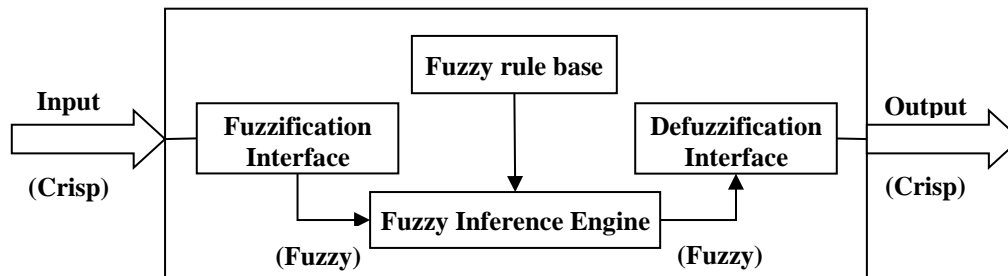 Fuzzy rule base
Input
Fuzzification
Interface
Defuzzification
Interface
Output
(Crisp)
(Crisp)
Fuzzy Inference Engine
(Fuzzy)
(Fuzzy)